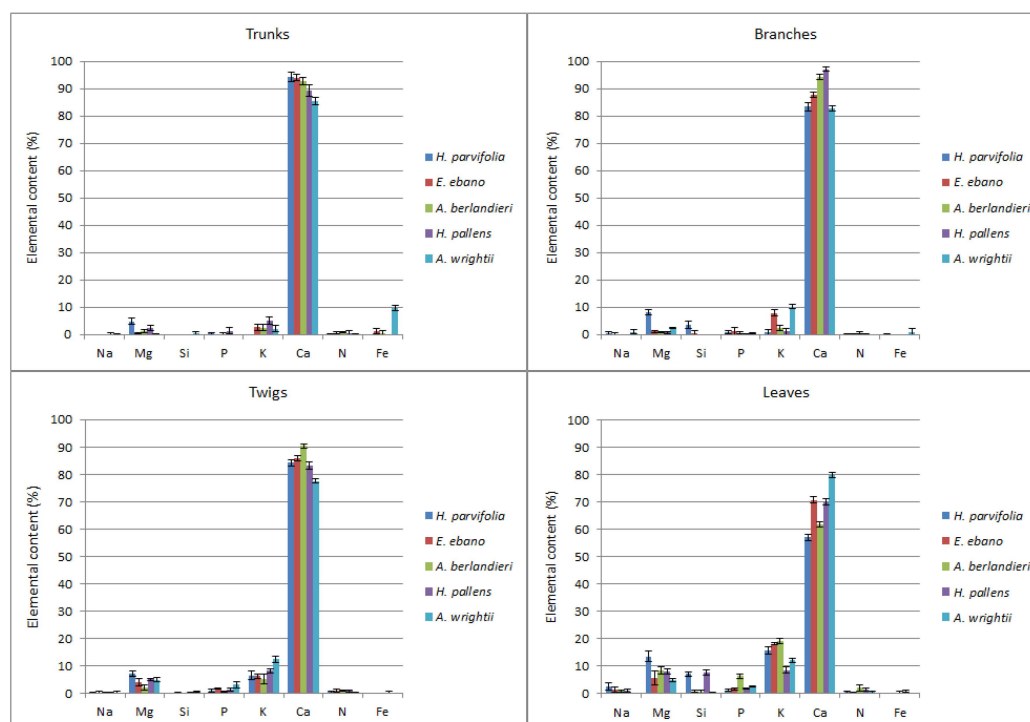 Trunks
Elemental content (%)
100
90
80
70
60
50
40
30
20
10
0
Na Mg Si P K Ca N Fe
H. parvifolia
E. ebano
A. berlandieri
H. pallens
A. wrightii
Branches
Elemental content (%)
100
90
80
70
60
50
40
30
20
10
0
Na Mg Si P K Ca N Fe
H. parvifolia
E. ebano
A. berlandieri
H. pallens
A. wrightii
Twigs
Elemental content (%)
100
90
80
70
60
50
40
30
20
10
0
Na Mg Si P K Ca N Fe
H. parvifolia
E. ebano
A. berlandieri
H. pallens
A. wrightii
Leaves
Elemental content (%)
100
90
80
70
60
50
40
30
20
10
0
Na Mg Si P K Ca N Fe
H. parvifolia
E. ebano
A. berlandieri
H. pallens
A. wrightii